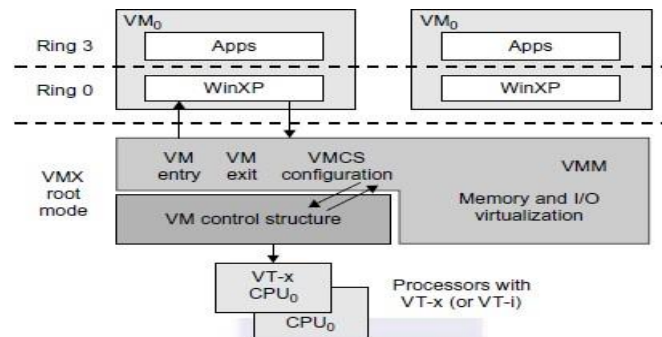 VM0
VM0
Ring 3
Apps
Apps
Ring 0
WinXP
WinXP
VMX
root
mode
VM
entry
VM
exit
VMCS
configuration
VMM
Memory and I/O
virtualization
VM control structure
VT-x
CPU0
CPU0
Processors with
VT-x (or VT-i)